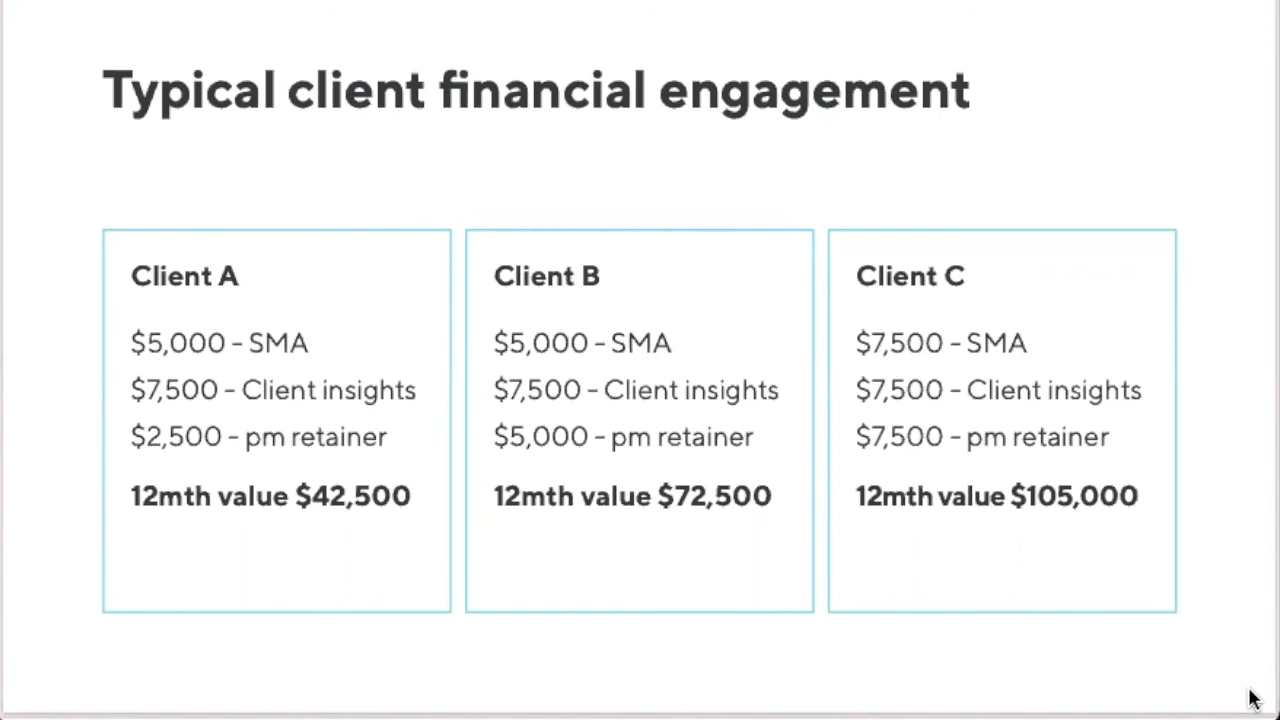 Typical client financial engagement
Client A
$5,000 - SMA
$7,500 - Client insights
$2,500 - pm retainer
12mth value $42,500
Client B
$5,000 - SMA
$7,500 - Client insights
$5,000 - pm retainer
12mth value $72,500
Client C
$7,500 - SMA
$7,500 - Client insights
$7,500 - pm retainer
12mth value $105,000